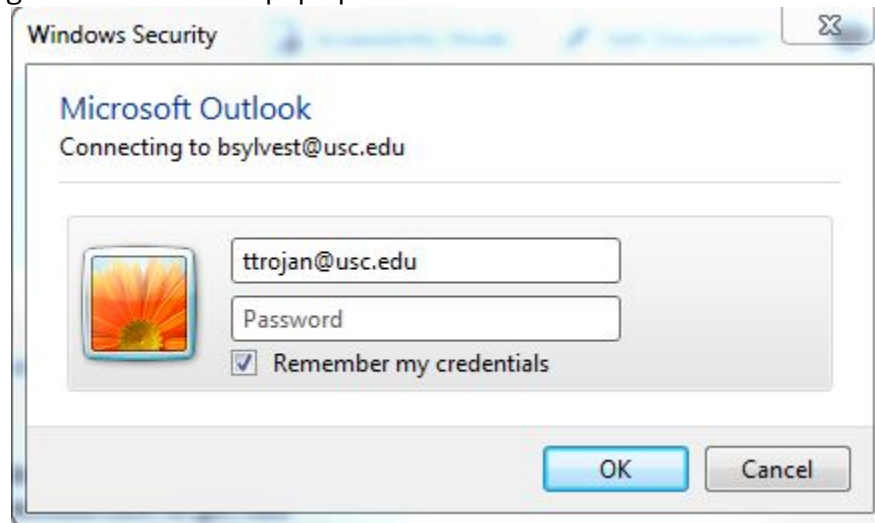 Windows Security
Microsoft Outlook
Connecting to bsylvest@usc.edu
ttrojan@usc.edu
Password
Remember my credentials
OK
Cancel